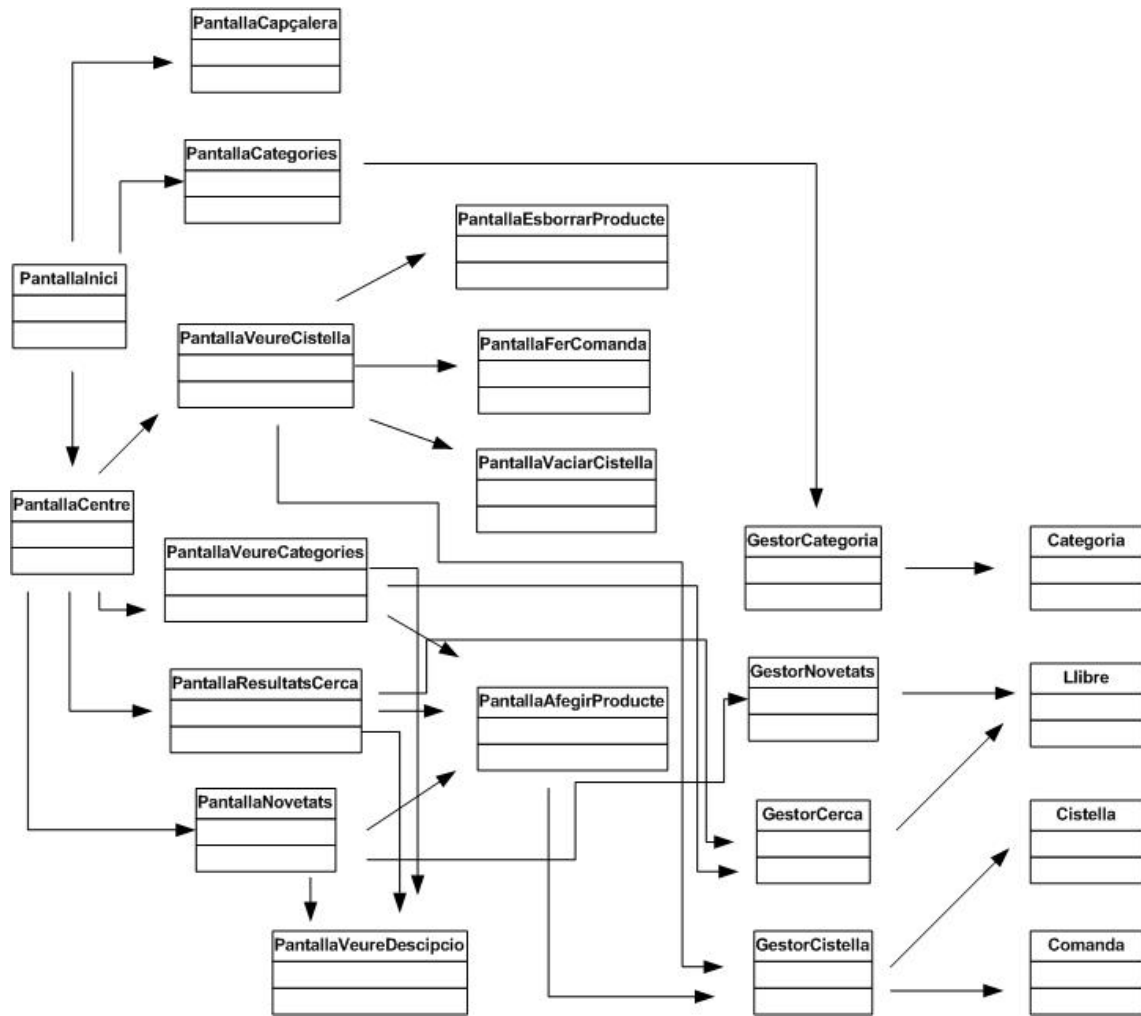 PantallaCapçalera
PantallaCategories
PantallaEsborrarProducte
PantallaInici
PantallaVeureCistella
PantallaFerComanda
PantallaVaciarCistella
PantallaCentre
PantallaVeureCategories
GestorCategoria
Categoria
PantallaResultatsCerca
PantallaAfegirProducte
GestorNovetats
Llibre
PantallaNovetats
GestorCerca
Cistella
PantallaVeureDescipcio
GestorCistella
Comanda